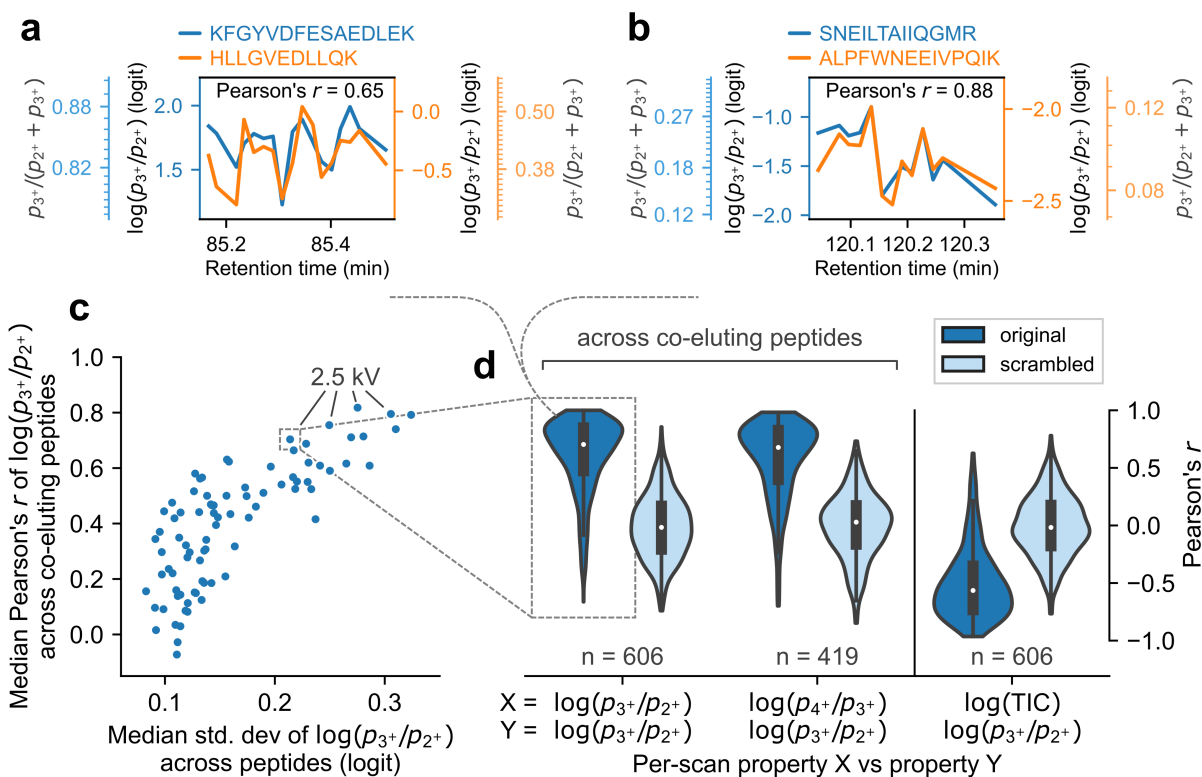 a
KFGYVDFESAEDLEK
HLLGVEDLLQK
p3+/(p2+ + p3+)
0.88
0.82
log(p3+/p2+) (logit)
2.0
1.5
Pearson's r = 0.65
0.0
−0.5
log(p3+/p2+) (logit)
0.50
0.38
p3+/(p2+ + p3+)
85.2
85.4
Retention time (min)
b
SNEILTAIIQGMR
ALPFWNEEIVPQIK
p3+/(p2+ + p3+)
0.27
0.18
0.12
log(p3+/p2+) (logit)
−1.0
−1.5
−2.0
Pearson's r = 0.88
−2.0
−2.5
log(p3+/p2+) (logit)
0.12
0.08
p3+/(p2+ + p3+)
120.1
120.2
120.3
Retention time (min)
c
Median Pearson's r of log(p3+/p2+)
across co-eluting peptides
1.0
0.8
0.6
0.4
0.2
0.0
2.5 kV
0.1
0.2
0.3
Median std. dev of log(p3+/p2+)
across peptides (logit)
d
across co-eluting peptides
original
scrambled
1.0
0.5
0.0
−0.5
−1.0
Pearson's r
n = 606
n = 419
n = 606
X = log(p3+/p2+) log(p4+/p3+) log(TIC)
Y = log(p3+/p2+) log(p3+/p2+) log(p3+/p2+)
Per-scan property X vs property Y